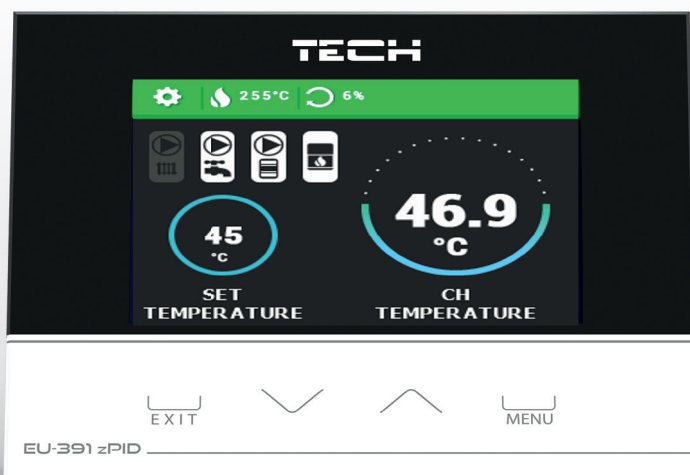 TECH
255°C 6%
45
°C
46.9
°C
SET
TEMPERATURE
CH
TEMPERATURE
EXIT
MENU
EU-391 zPID